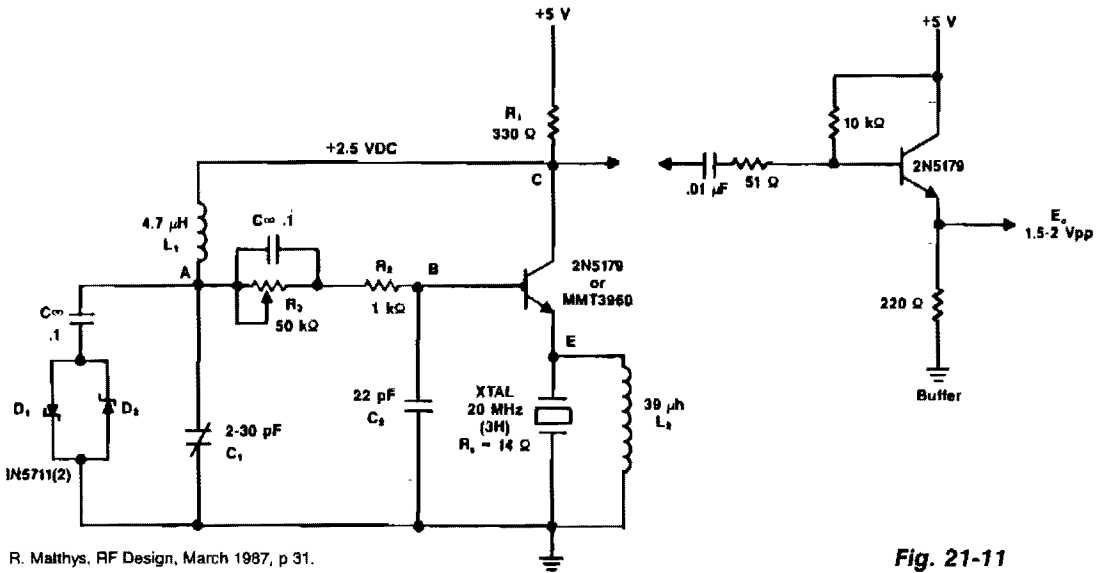 +5 V
R₁
330 Ω
+2.5 VDC
C
4.7 μH
L₁
A
C∞ .1
R₃
50 kΩ
R₂
1 kΩ
B
2N5179
or
MMT3960
E
C∞
.1
D₁
D₂
1N5711(2)
2-30 pF
C₁
22 pF
C₂
XTAL
20 MHz
(3H)
Rₛ - 14 Ω
39 μh
L₂
+5 V
10 kΩ
.01 μF
51 Ω
2N5179
E₀
1.5-2 Vpp
220 Ω
Buffer
R. Matthys, RF Design, March 1987, p 31.
Fig. 21-11